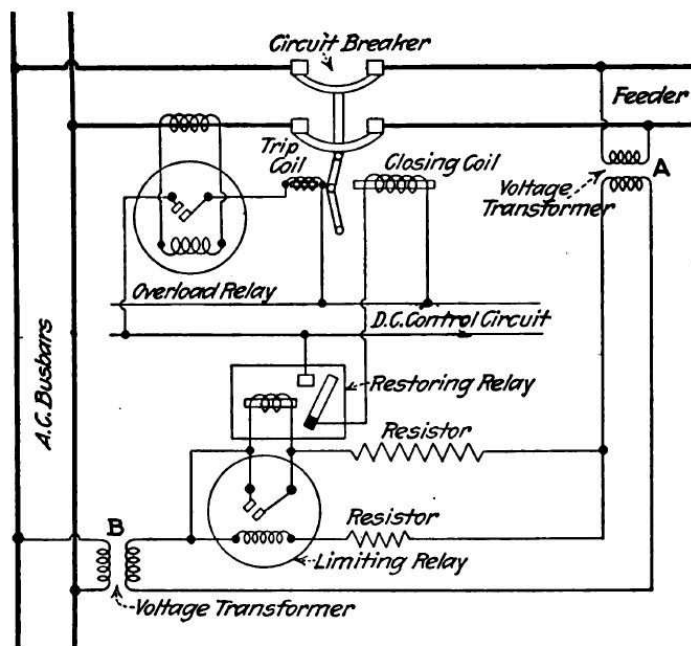 Circuit Breaker
Feeder
Trip
Coil
Closing Coil
A
Voltage
Transformer
Overload Relay
D.C. Control Circuit
A.C. Busbars
Restoring Relay
Resistor
B
Resistor
Limiting Relay
Voltage Transformer